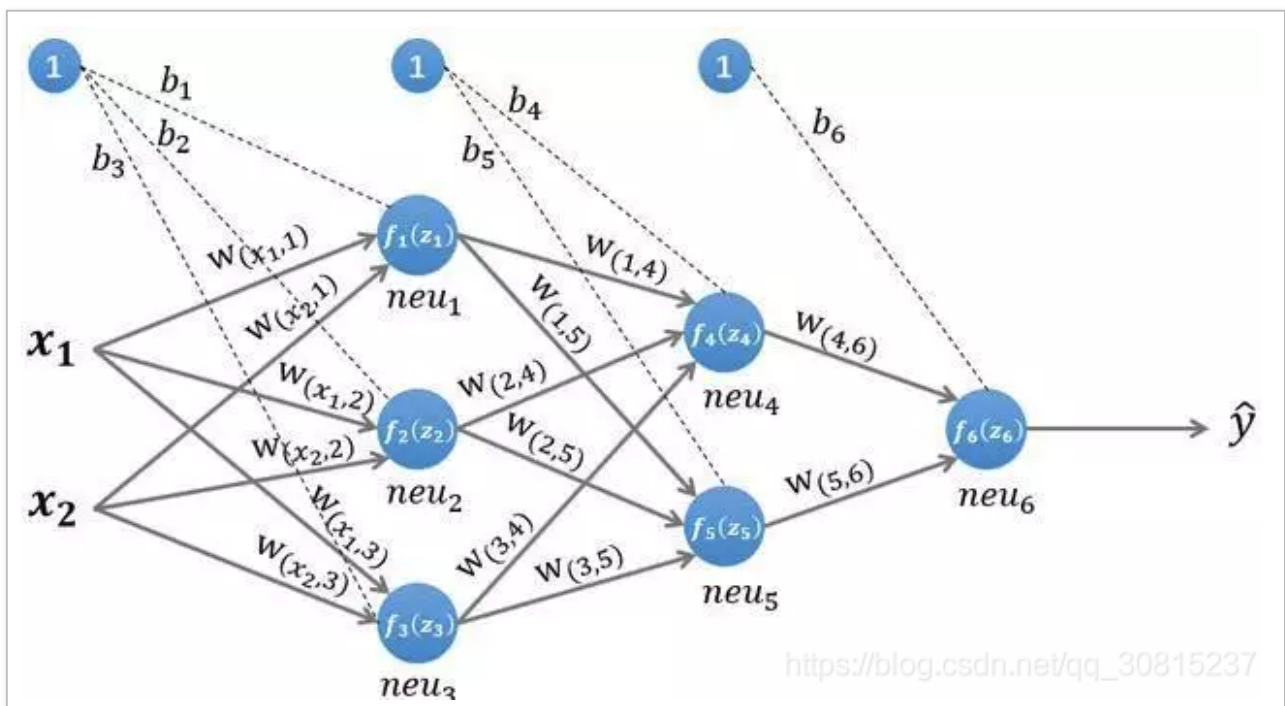 1
1
1
b₁
b₂
b₃
b₄
b₅
b₆
x₁
x₂
W(x₁,1)
W(x₂,1)
W(x₁,2)
W(x₂,2)
W(x₁,3)
W(x₂,3)
f₁(z₁)
neu₁
f₂(z₂)
neu₂
f₃(z₃)
neu₃
W(1,4)
W(1,5)
W(2,4)
W(2,5)
W(3,4)
W(3,5)
f₄(z₄)
neu₄
f₅(z₅)
neu₅
W(4,6)
W(5,6)
f₆(z₆)
neu₆
ŷ
https://blog.csdn.net/qq_30815237